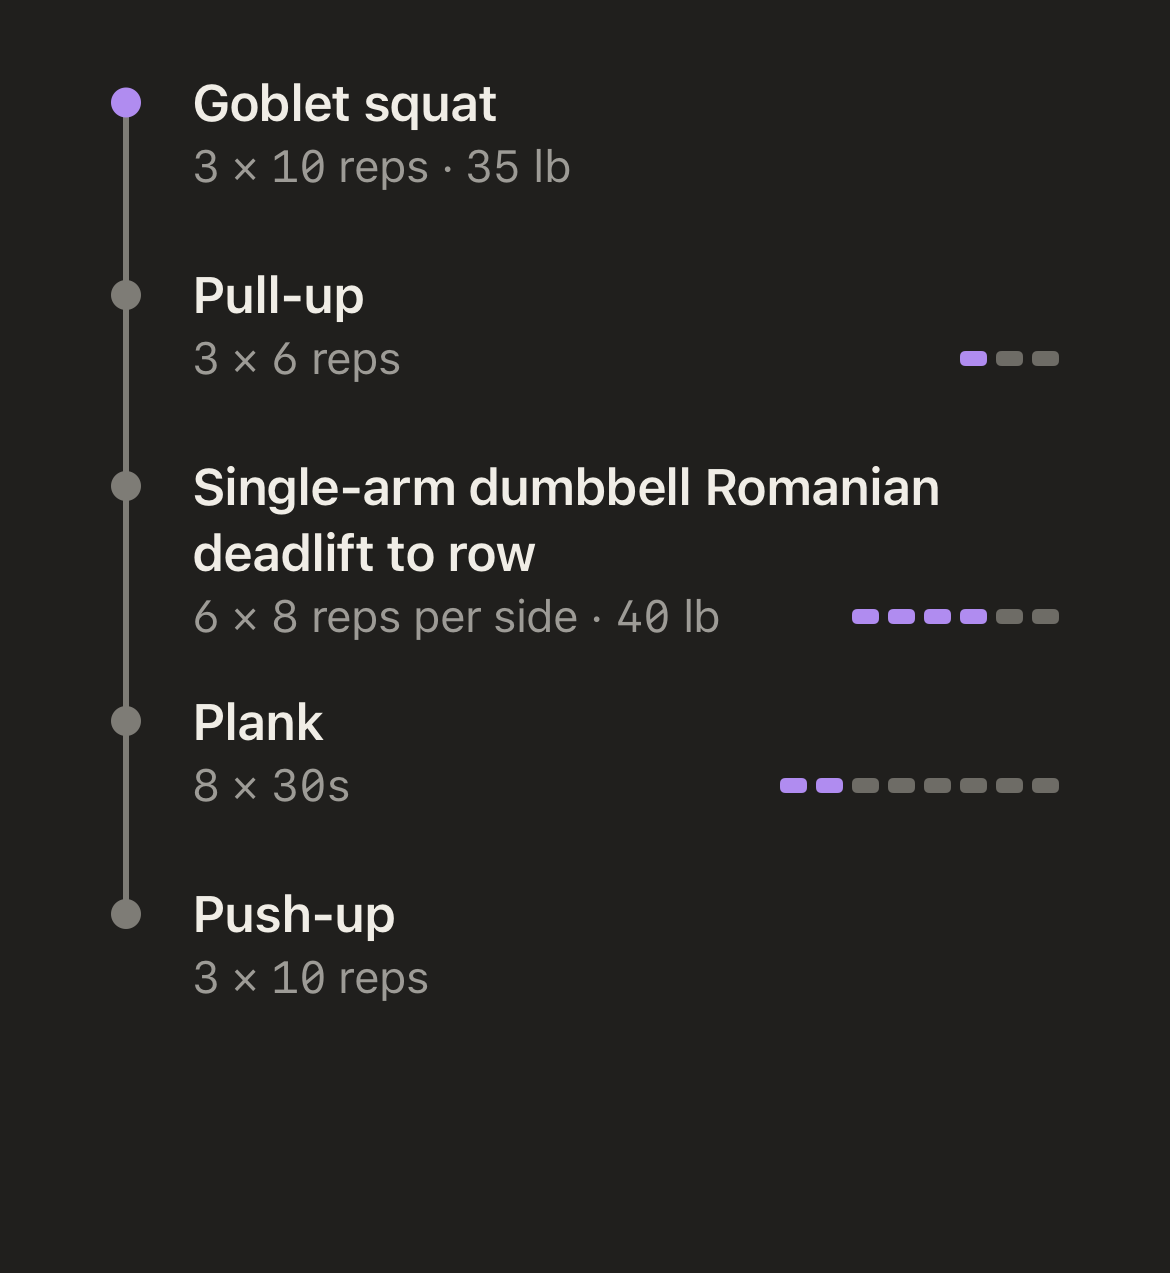 Goblet squat
3 × 10 reps · 35 lb
Pull-up
3 × 6 reps
Single-arm dumbbell Romanian
deadlift to row
6 × 8 reps per side · 40 lb
Plank
8 × 30s
Push-up
3 × 10 reps